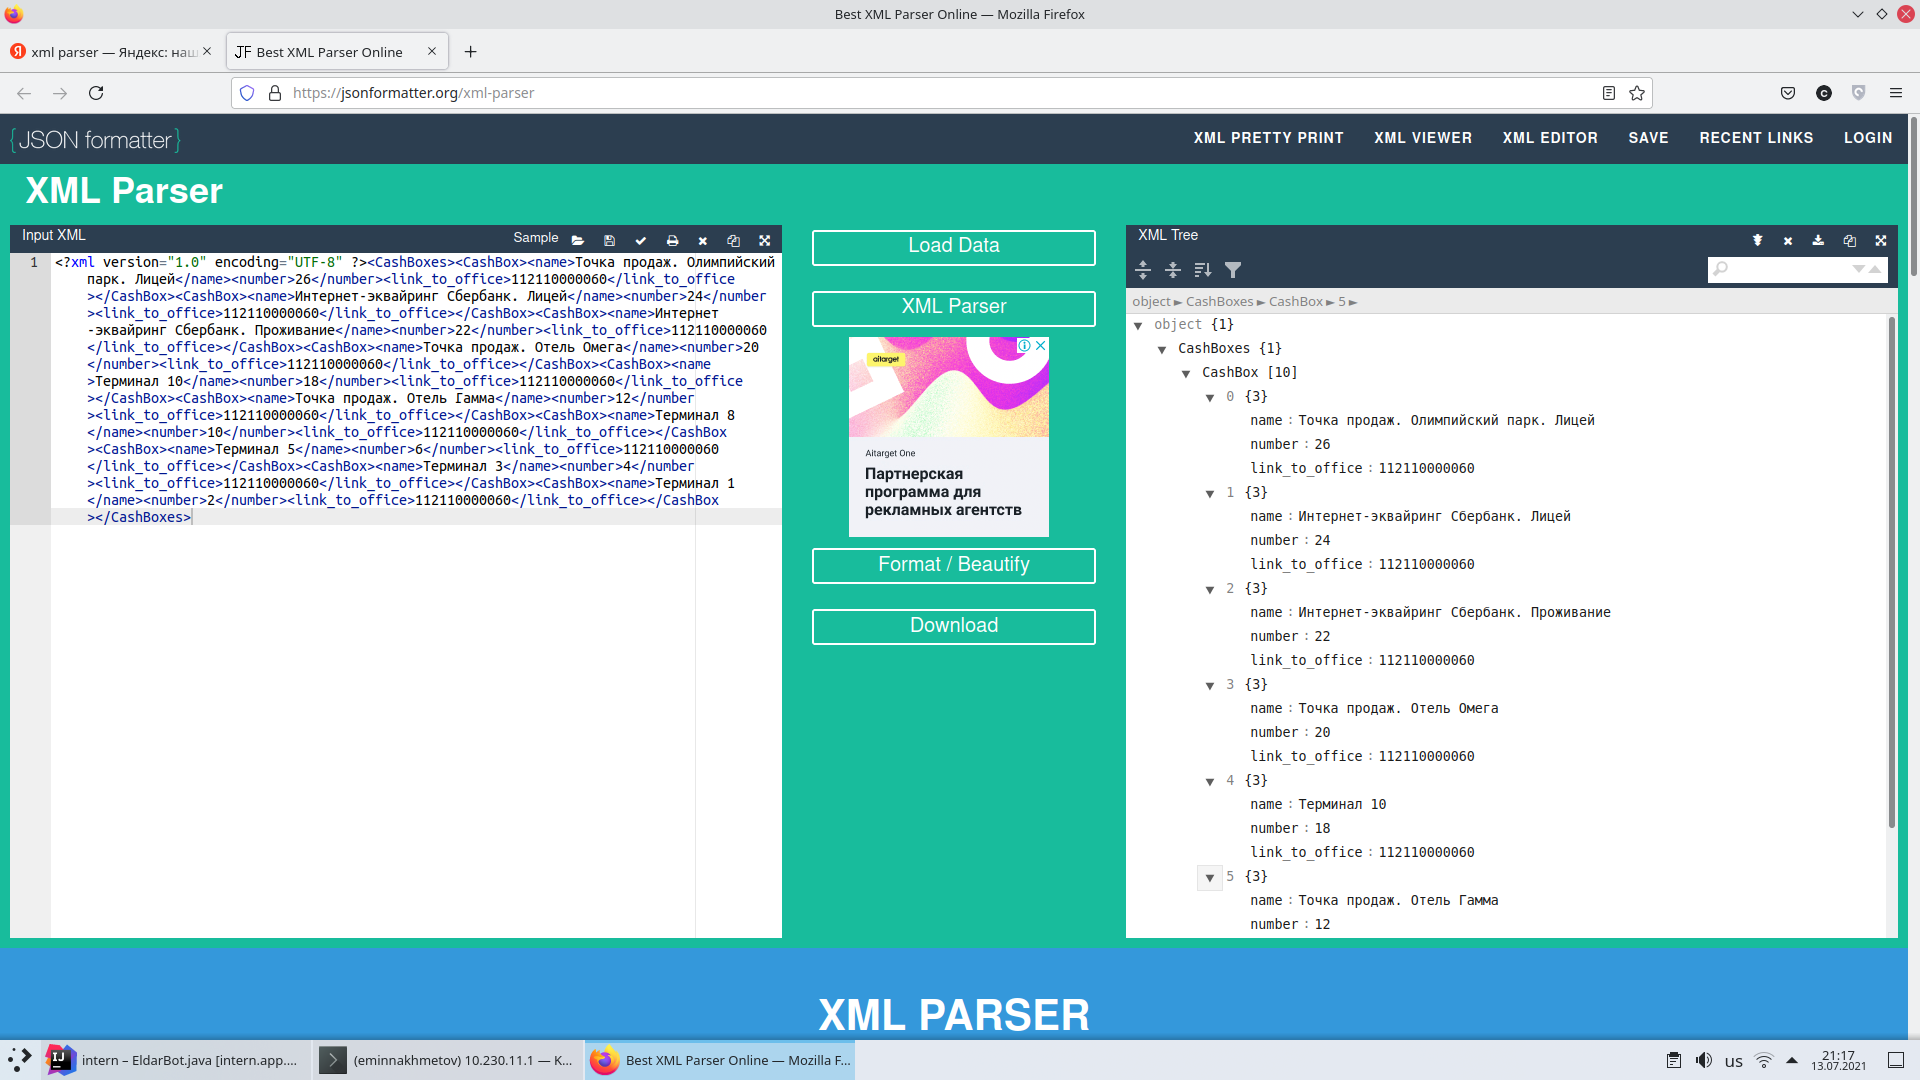 Best XML Parser Online — Mozilla Firefox
xml parser — Яндекс: наш
Best XML Parser Online
https://jsonformatter.org/xml-parser
{JSON formatter}
XML PRETTY PRINT
XML VIEWER
XML EDITOR
SAVE
RECENT LINKS
LOGIN
XML Parser
Input XML
Sample
1
<?xml version="1.0" encoding="UTF-8" ?><CashBoxes><CashBox><name>Точка продаж. Олимпийский
парк. Лицей</name><number>26</number><link_to_office>112110000060</link_to_office
></CashBox><CashBox><name>Интернет-эквайринг Сбербанк. Лицей</name><number>24</number
><link_to_office>112110000060</link_to_office></CashBox><CashBox><name>Интернет
-эквайринг Сбербанк. Проживание</name><number>22</number><link_to_office>112110000060
</link_to_office></CashBox><CashBox><name>Точка продаж. Отель Омега</name><number>20
</number><link_to_office>112110000060</link_to_office></CashBox><CashBox><name
>Терминал 10</name><number>18</number><link_to_office>112110000060</link_to_office
></CashBox><CashBox><name>Точка продаж. Отель Гамма</name><number>12</number
><link_to_office>112110000060</link_to_office></CashBox><CashBox><name>Терминал 8
</name><number>10</number><link_to_office>112110000060</link_to_office></CashBox
><CashBox><name>Терминал 5</name><number>6</number><link_to_office>112110000060
</link_to_office></CashBox><CashBox><name>Терминал 3</name><number>4</number
><link_to_office>112110000060</link_to_office></CashBox><CashBox><name>Терминал 1
</name><number>2</number><link_to_office>112110000060</link_to_office></CashBox
></CashBoxes>
Load Data
XML Parser
aitarget
Aitarget One
Партнерская
программа для
рекламных агентств
Format / Beautify
Download
XML Tree
object ► CashBoxes ► CashBox ► 5 ►
object {1}
CashBoxes {1}
CashBox [10]
0 {3}
name : Точка продаж. Олимпийский парк. Лицей
number : 26
link_to_office : 112110000060
1 {3}
name : Интернет-эквайринг Сбербанк. Лицей
number : 24
link_to_office : 112110000060
2 {3}
name : Интернет-эквайринг Сбербанк. Проживание
number : 22
link_to_office : 112110000060
3 {3}
name : Точка продаж. Отель Омега
number : 20
link_to_office : 112110000060
4 {3}
name : Терминал 10
number : 18
link_to_office : 112110000060
5 {3}
name : Точка продаж. Отель Гамма
number : 12
XML PARSER
intern – EldarBot.java [intern.app....
(eminnakhmetov) 10.230.11.1 — K...
Best XML Parser Online — Mozilla F...
us
21:17
13.07.2021